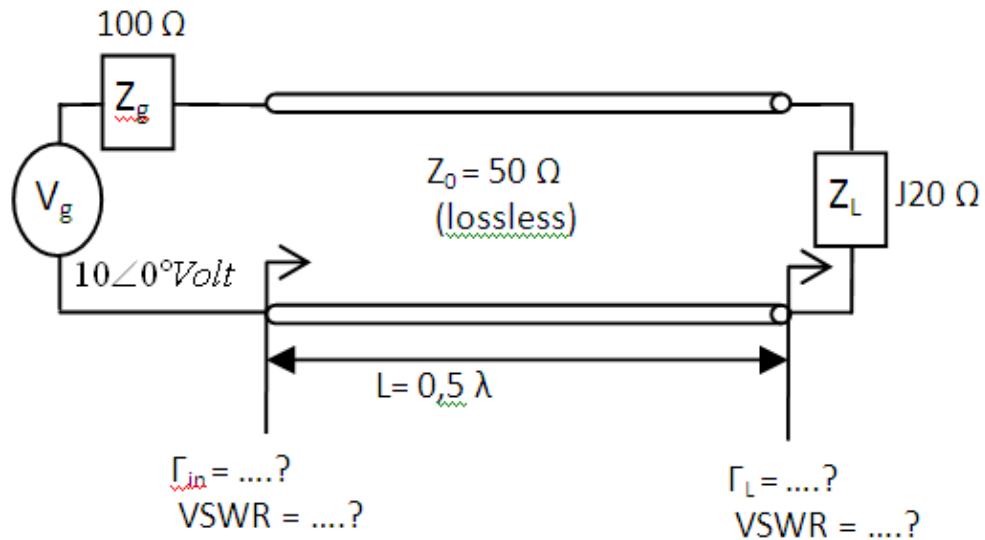 100 Ω
Zg
Vg
10∠0°Volt
Z0 = 50 Ω
(lossless)
ZL
J20 Ω
L= 0,5 λ
Γin = ....?
VSWR = ....?
ΓL = ....?
VSWR = ....?